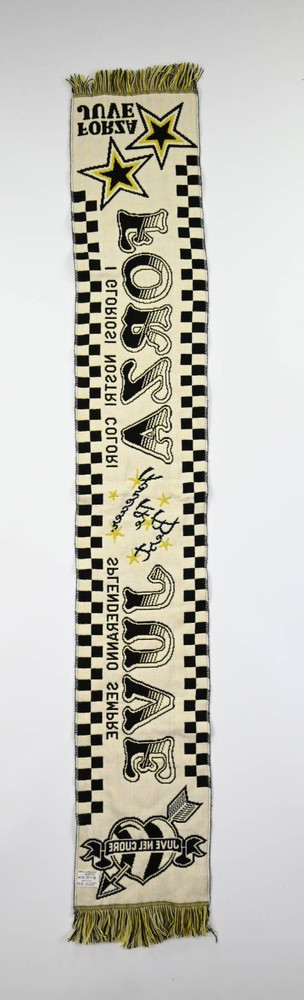 FORZA
JUVE
FORZA JUVE
I GLORIOSI NOSTRI COLORI
SPLENDERANNO SEMPRE
JUVE NEL CUORE